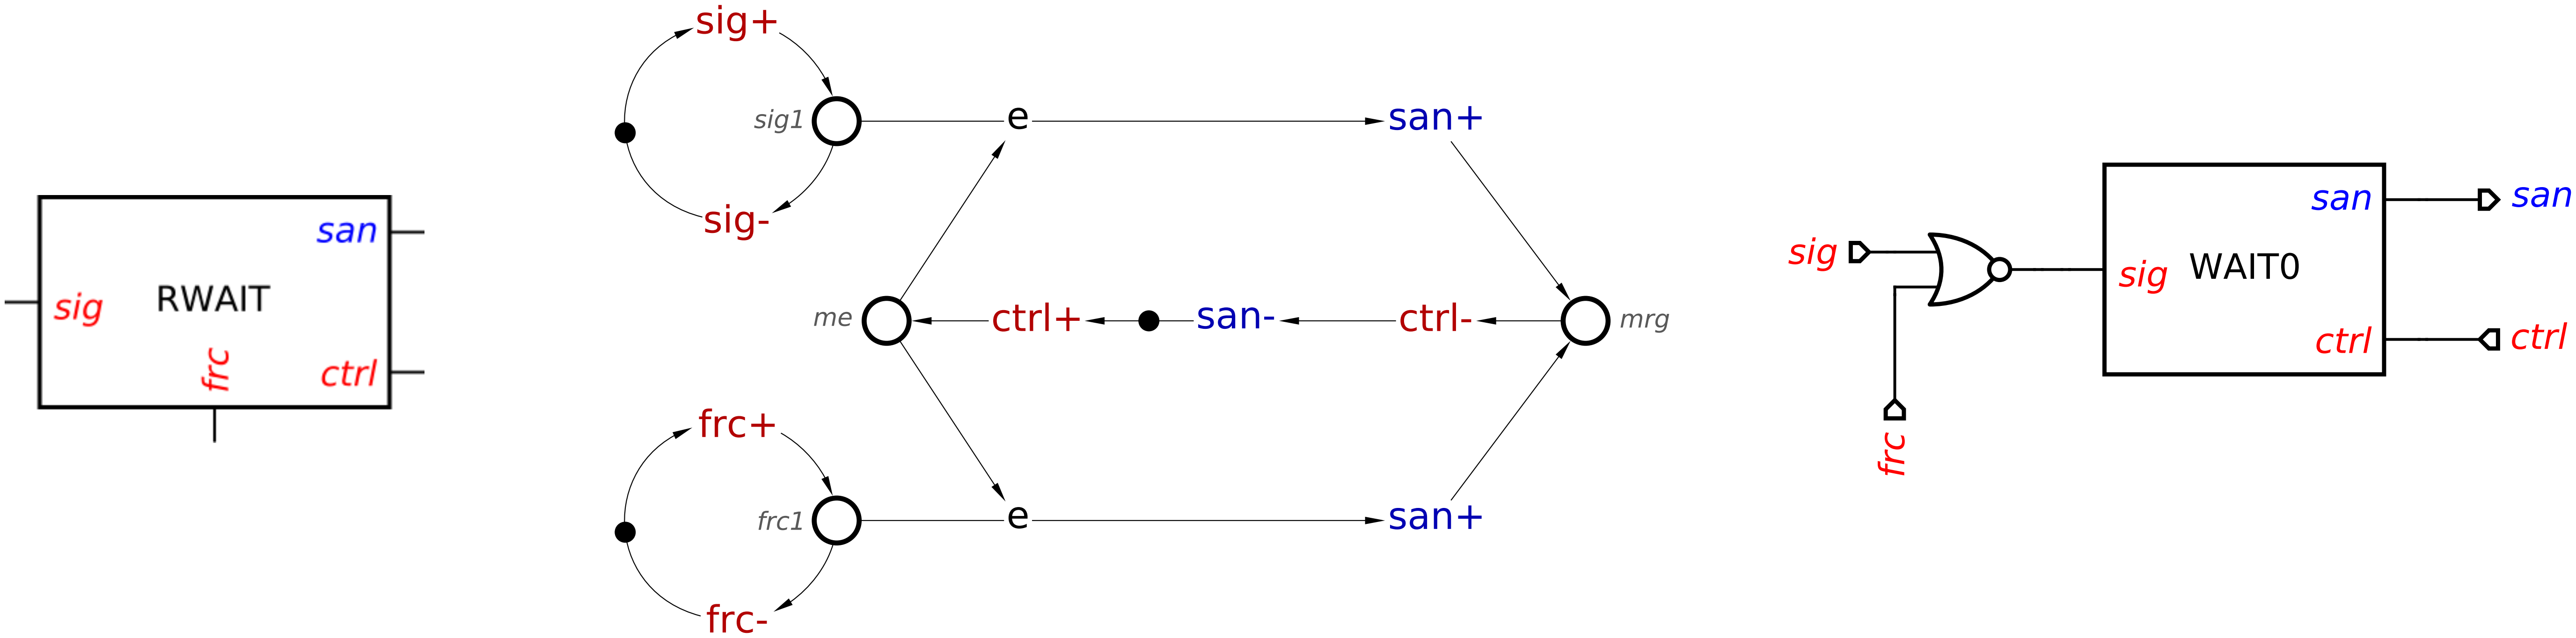 san
RWAIT
sig
frc
ctrl
sig+
sig1
e
san+
sig-
me
ctrl+
san-
ctrl-
mrg
frc+
frc1
e
san+
frc-
sig
frc
san
sig
WAIT0
ctrl
san
ctrl